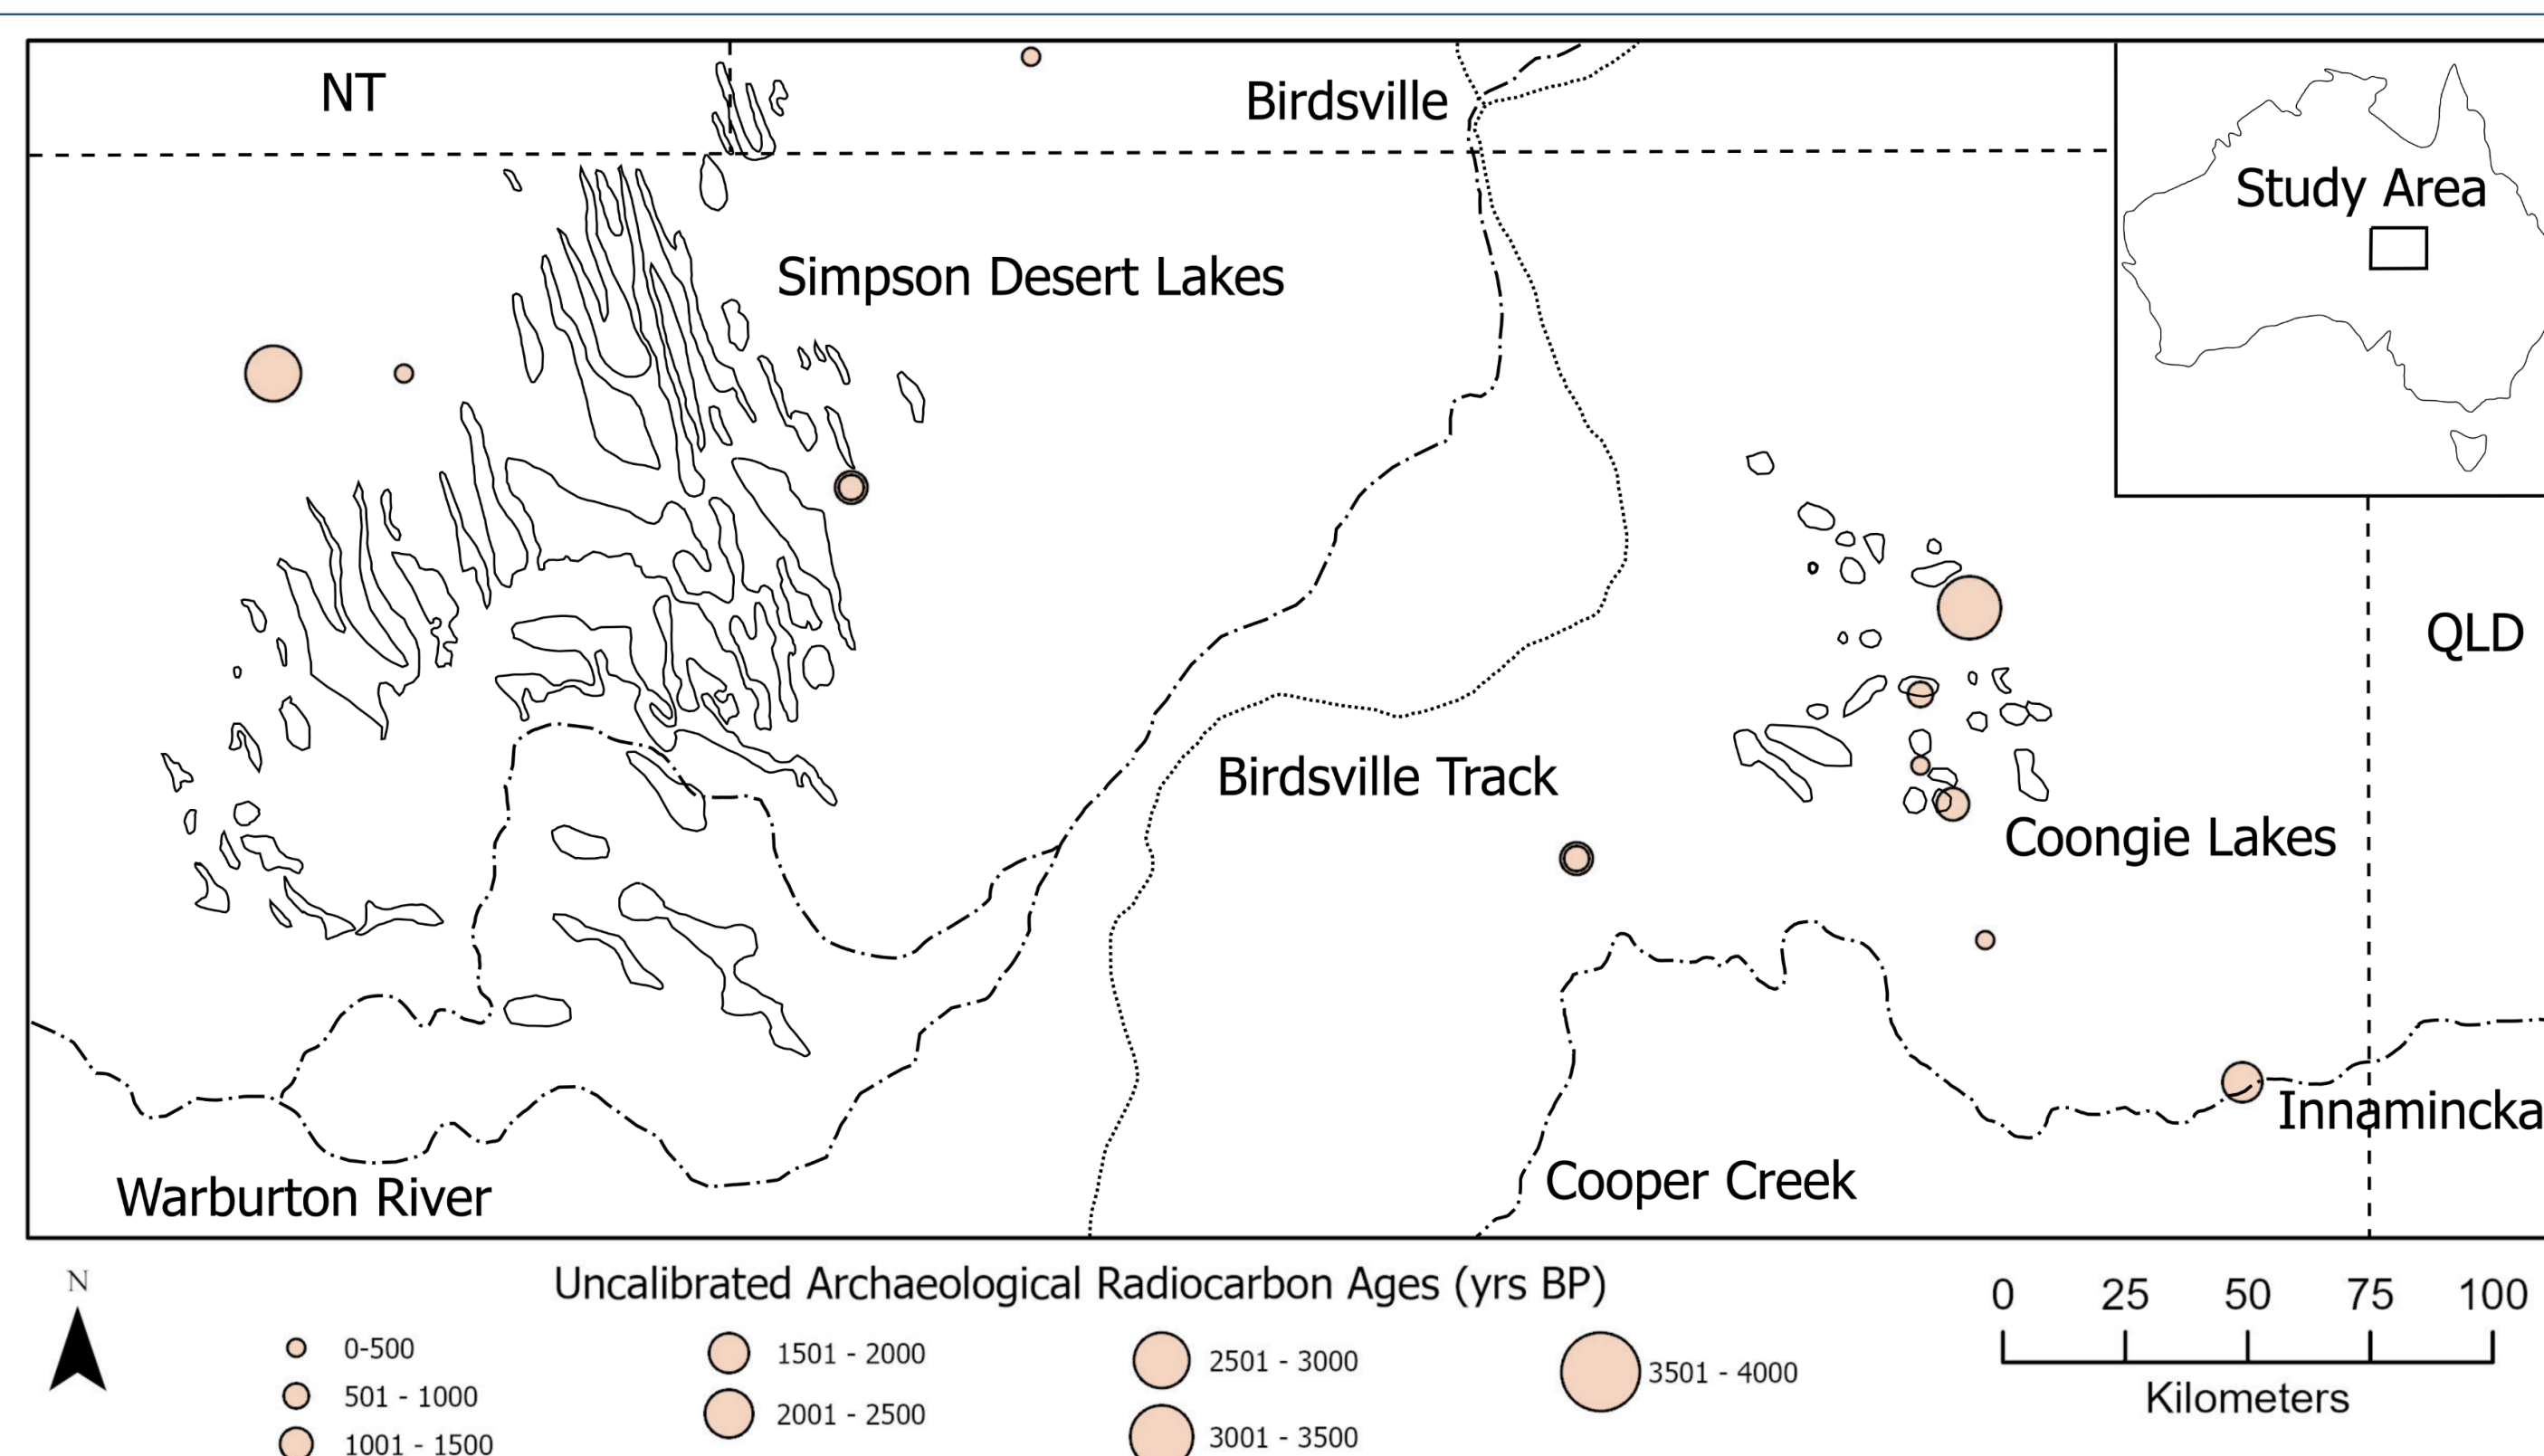 NT
Birdsville
Study Area
Simpson Desert Lakes
QLD
Birdsville Track
Coongie Lakes
Innamincka
Cooper Creek
Warburton River
N
Uncalibrated Archaeological Radiocarbon Ages (yrs BP)
0-500
501 - 1000
1001 - 1500
1501 - 2000
2001 - 2500
2501 - 3000
3001 - 3500
3501 - 4000
0 25 50 75 100
Kilometers